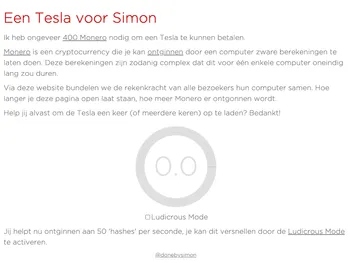 Een Tesla voor Simon
Ik heb ongeveer 400 Monero nodig om een Tesla te kunnen betalen.
Monero is een cryptocurrency die je kan ontginnen door een computer zware berekeningen te
laten doen. Deze berekeningen zijn zodanig complex dat dit voor één enkele computer oneindig
lang zou duren.
Via deze website bundelen we de rekenkracht van alle bezoekers hun computer samen. Hoe
langer je deze pagina open laat staan, hoe meer Monero er ontgonnen wordt.
Help jij alvast om de Tesla een keer (of meerdere keren) op te laden? Bedankt!
0.0
Ludicrous Mode
Jij helpt nu ontginnen aan 50 'hashes' per seconde, je kan dit versnellen door de Ludicrous Mode
te activeren.
@donebysimon